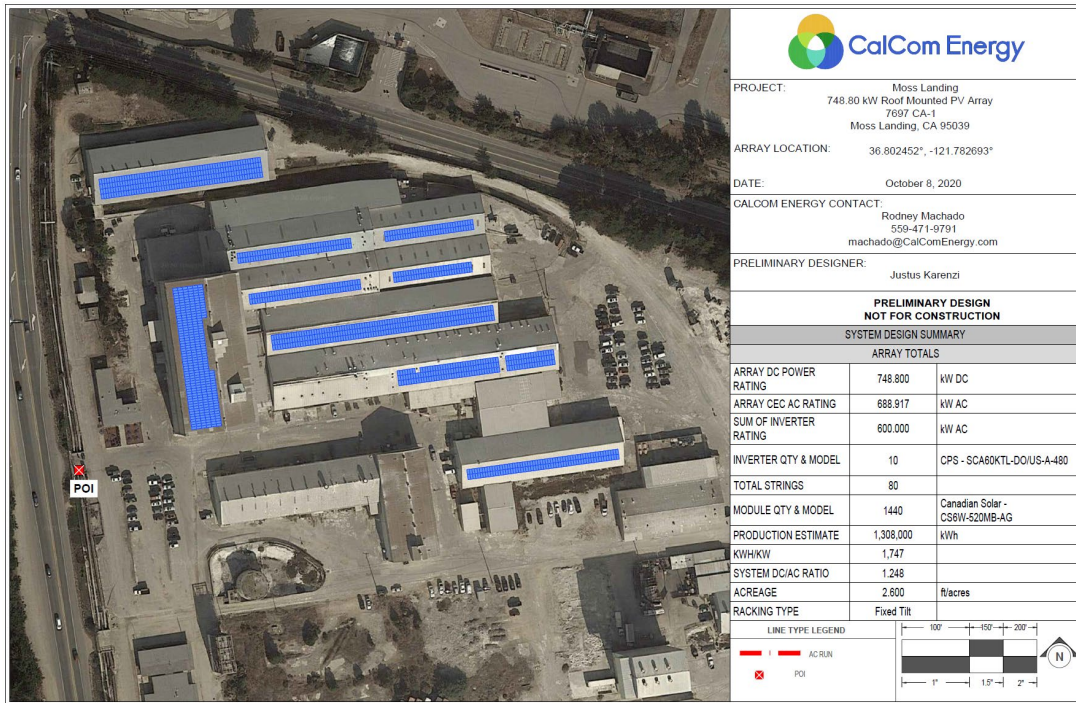 CalCom Energy
PROJECT: Moss Landing
748.80 kW Roof Mounted PV Array
7697 CA-1
Moss Landing, CA 95039
ARRAY LOCATION: 36.802452°, -121.782693°
DATE: October 8, 2020
CALCOM ENERGY CONTACT:
Rodney Machado
559-471-9791
machado@CalComEnergy.com
PRELIMINARY DESIGNER:
Justus Karenzi
PRELIMINARY DESIGN
NOT FOR CONSTRUCTION
SYSTEM DESIGN SUMMARY
ARRAY TOTALS
ARRAY DC POWER RATING 748.800 kW DC
ARRAY CEC AC RATING 688.917 kW AC
SUM OF INVERTER RATING 600.000 kW AC
INVERTER QTY & MODEL 10 CPS - SCA60KTL-DO/US-A-480
TOTAL STRINGS 80
MODULE QTY & MODEL 1440 Canadian Solar - CS6W-520MB-AG
PRODUCTION ESTIMATE 1,308,000 kWh
KWH/KW 1,747
SYSTEM DC/AC RATIO 1.248
ACREAGE 2.600 ft/acres
RACKING TYPE Fixed Tilt
LINE TYPE LEGEND
AC RUN
POI
100' 150' 200'
1" 1.5" 2"
N
POI